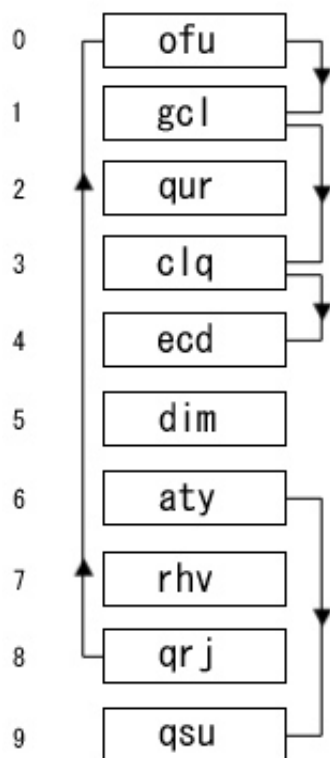 0 ofu
1 gcl
2 qur
3 clq
4 ecd
5 dim
6 aty
7 rhv
8 qrj
9 qsu